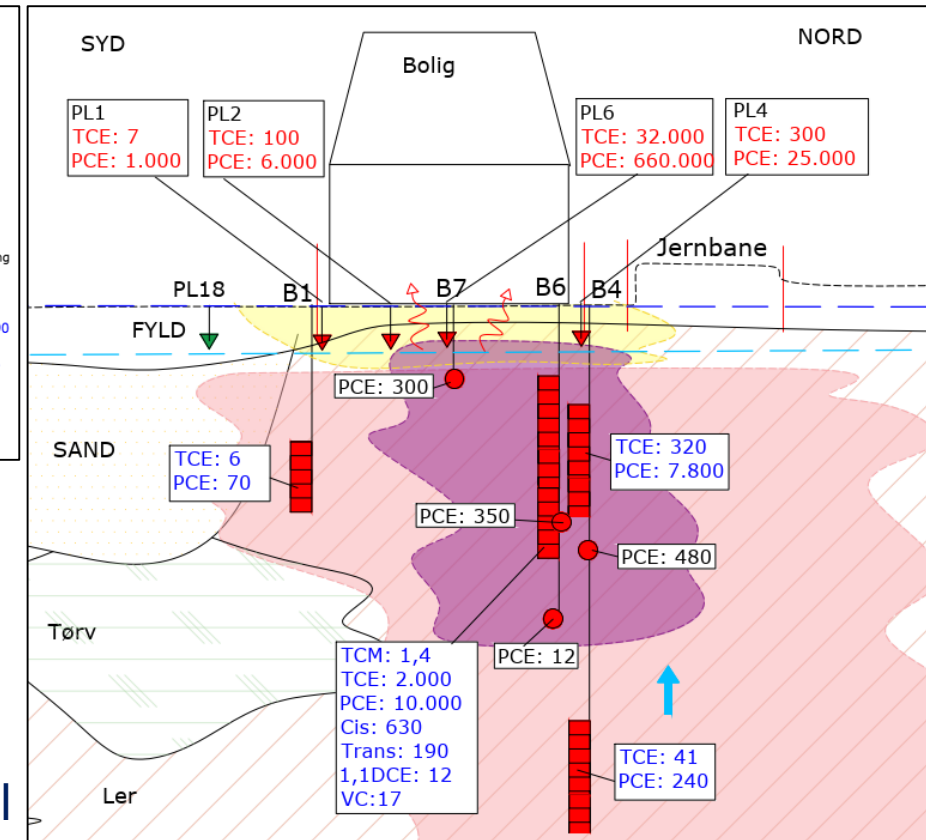 SYD
NORD
Bolig
PL1
TCE: 7
PCE: 1.000
PL2
TCE: 100
PCE: 6.000
PL6
TCE: 32.000
PCE: 660.000
PL4
TCE: 300
PCE: 25.000
Jernbane
PL18
B1
B7
B6
B4
FYLD
PCE: 300
SAND
TCE: 6
PCE: 70
TCE: 320
PCE: 7.800
PCE: 350
PCE: 480
Tørv
PCE: 12
TCM: 1,4
TCE: 2.000
PCE: 10.000
Cis: 630
Trans: 190
1,1DCE: 12
VC:17
TCE: 41
PCE: 240
Ler